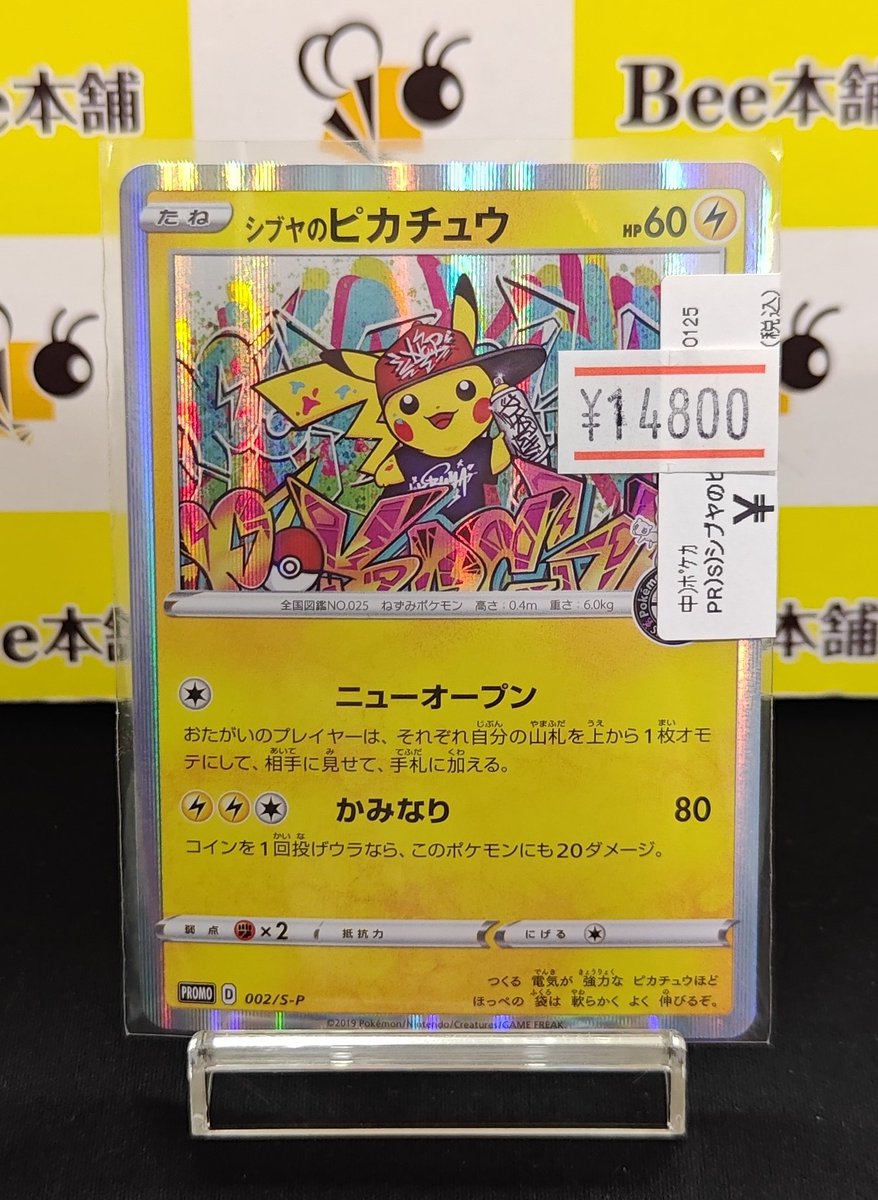 Bee本舗
e本舗
たね
シブヤのピカチュウ
HP60
0125
(税込)
¥14800
¥
中)ポケカ
PR)S)シブヤのピ
全国図鑑NO.025 ねずみポケモン 高さ:0.4m 重さ:6.0kg
Bee本舗
本舗
ニューオープン
おたがいのプレイヤーは、それぞれ自分の山札を上から1枚オモ
テにして、相手に見せて、手札に加える。
かみなり 80
コインを1回投げウラなら、このポケモンにも20ダメージ。
弱点 ×2 抵抗力 にげる
つくる 電気が 強力な ピカチュウほど
ほっぺの 袋は 軟らかく よく 伸びるぞ。
PROMO D 002/S-P
©2019 Pokémon/Nintendo/Creatures/GAME FREAK.